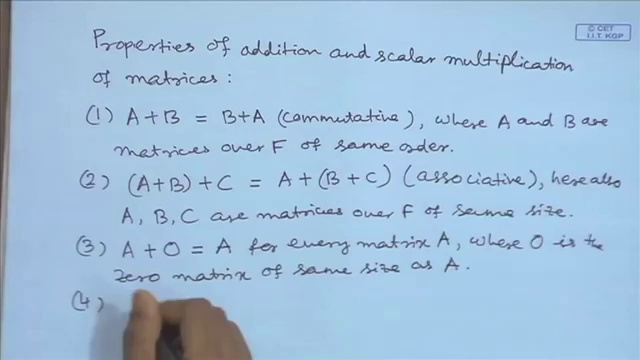 © CET
I.I.T. KGP
Properties of addition and scalar multiplication
of matrices :
(1) A+B = B+A (commutative), where A and B are
matrices over F of same order.
(2) (A+B)+C = A+(B+C) (associative), here also
A, B, C are matrices over F of same size.
(3) A+O = A for every matrix A, where O is the
zero matrix of same size as A.
(4)